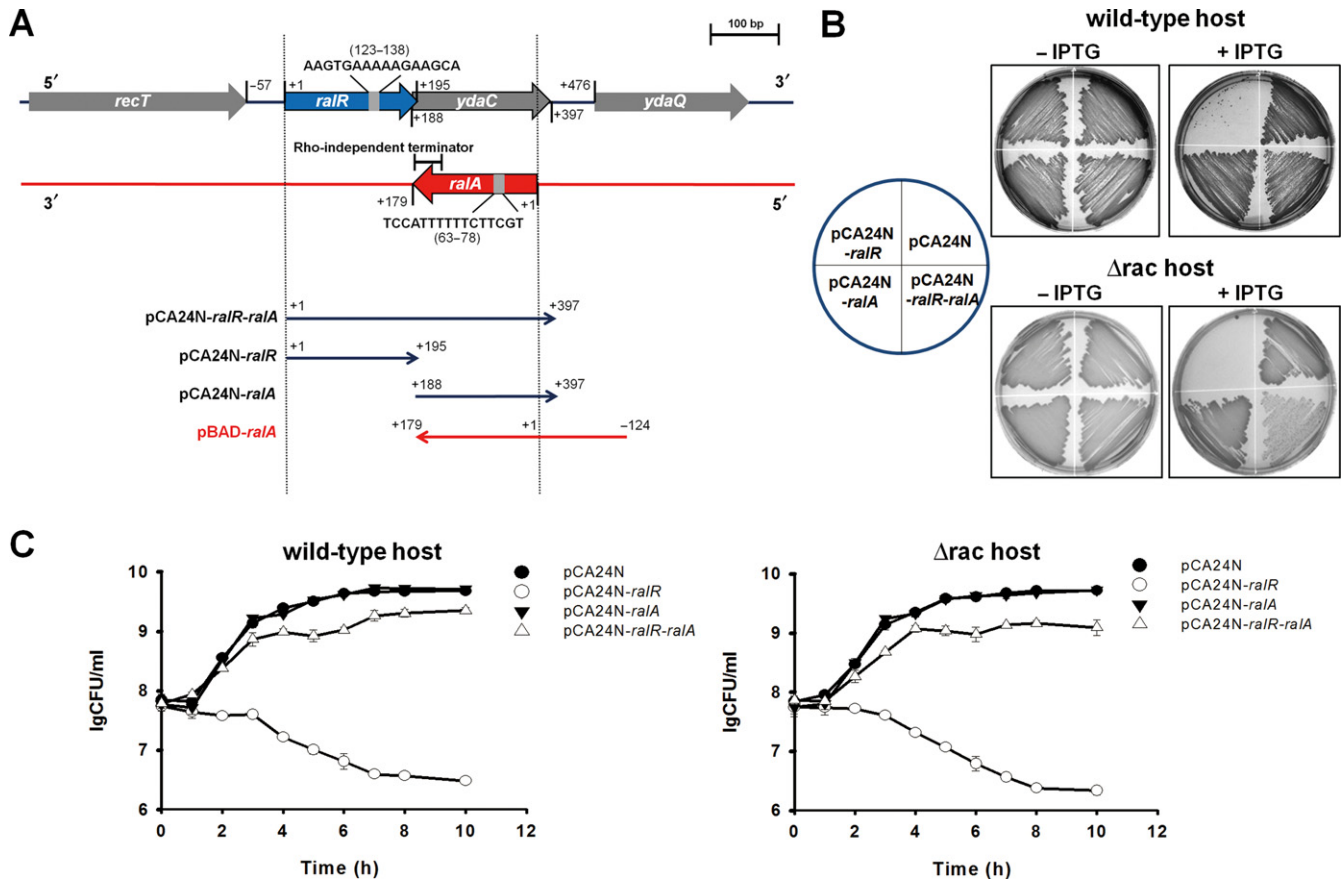 A
100 bp
(123–138)
AAGTGAAAAAGAAGCA
5′
–57
+1
+195
+476
3′
recT
ralR
ydaC
ydaQ
+188
+397
Rho-independent terminator
ralA
3′
+179
+1
5′
TCCATTTTTTCTTCGT
(63–78)
pCA24N-ralR-ralA
+1
+397
pCA24N-ralR
+1
+195
pCA24N-ralA
+188
+397
pBAD-ralA
+179
+1
–124
B
wild-type host
– IPTG
+ IPTG
pCA24N
-ralR
pCA24N
pCA24N
-ralA
pCA24N
-ralR-ralA
Δrac host
– IPTG
+ IPTG
C
wild-type host
pCA24N
pCA24N-ralR
pCA24N-ralA
pCA24N-ralR-ralA
lgCFU/ml
10
9
8
7
6
0 2 4 6 8 10 12
Time (h)
Δrac host
pCA24N
pCA24N-ralR
pCA24N-ralA
pCA24N-ralR-ralA
lgCFU/ml
10
9
8
7
6
0 2 4 6 8 10 12
Time (h)